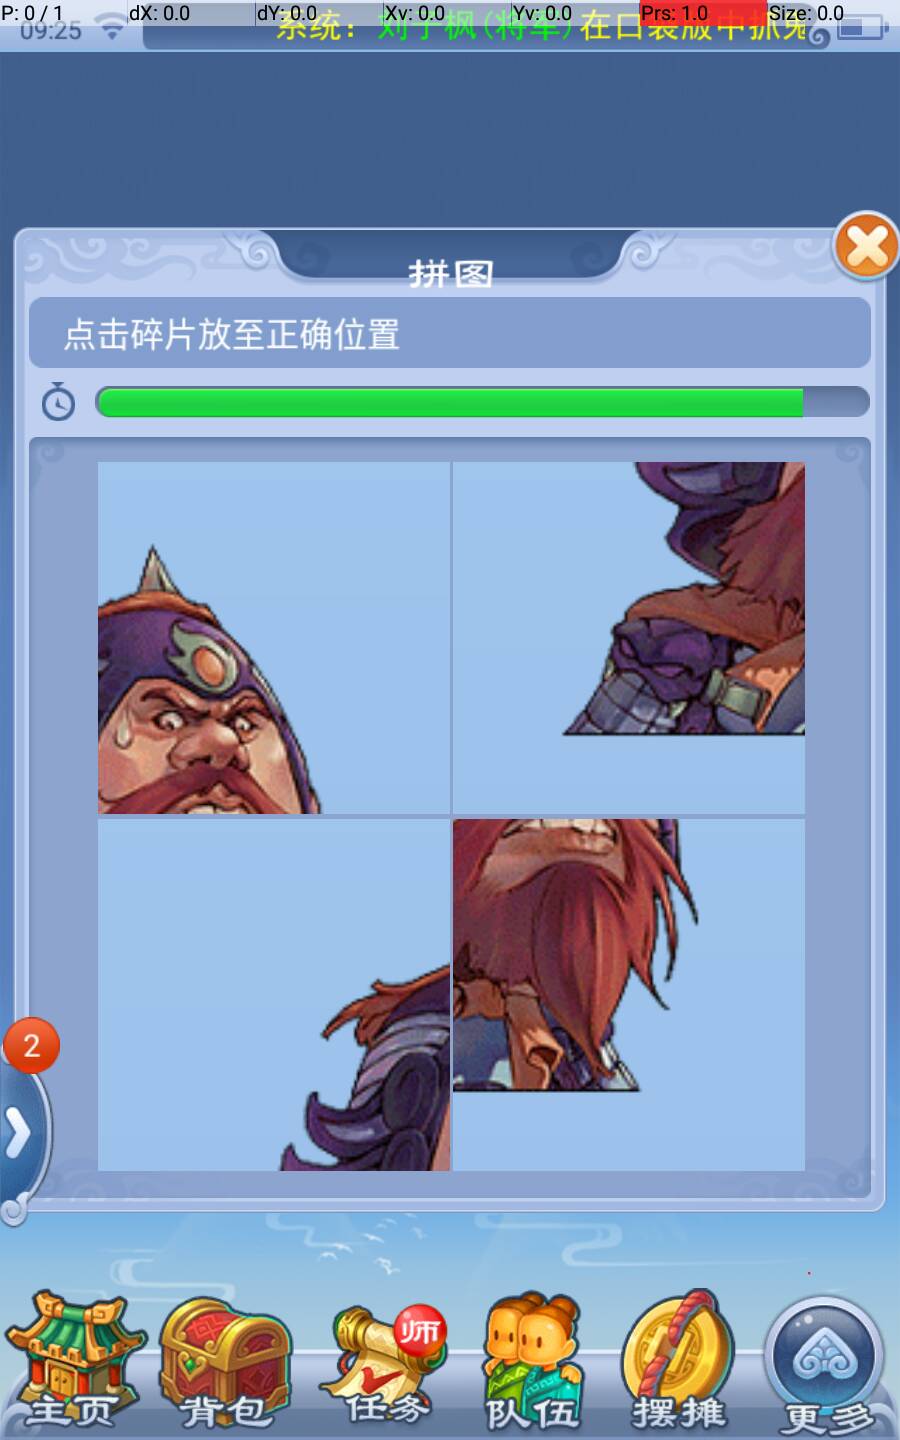 P: 0 / 1 dX: 0.0 dY: 0.0 Xv: 0.0 Yv: 0.0 Prs: 1.0 Size: 0.0
09:25 系统：刘子枫(将军)在口袋版中抓鬼
拼图
点击碎片放至正确位置
2
师
主页 背包 任务 队伍 摆摊 更多